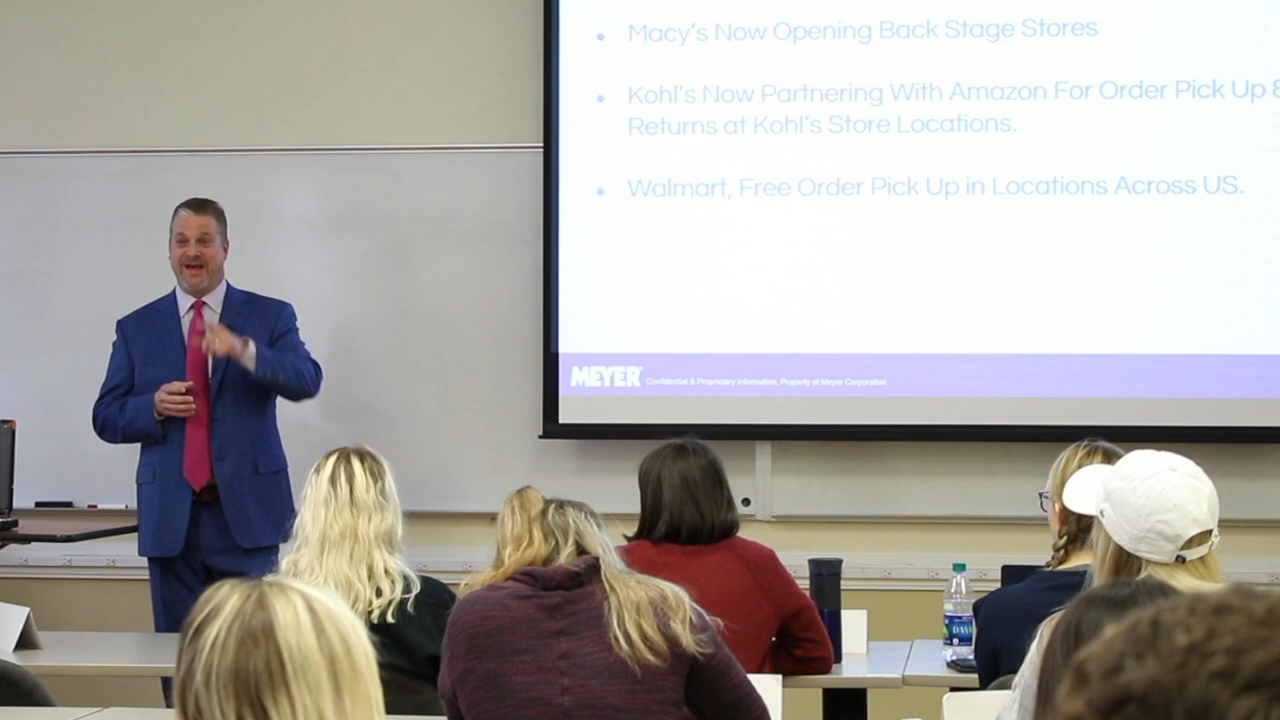 Macy's Now Opening Back Stage Stores
Kohl's Now Partnering With Amazon For Order Pick Up &
Returns at Kohl's Store Locations.
Walmart, Free Order Pick Up in Locations Across US.
MEYER Confidential & Proprietary Information, Property of Meyer Corporation